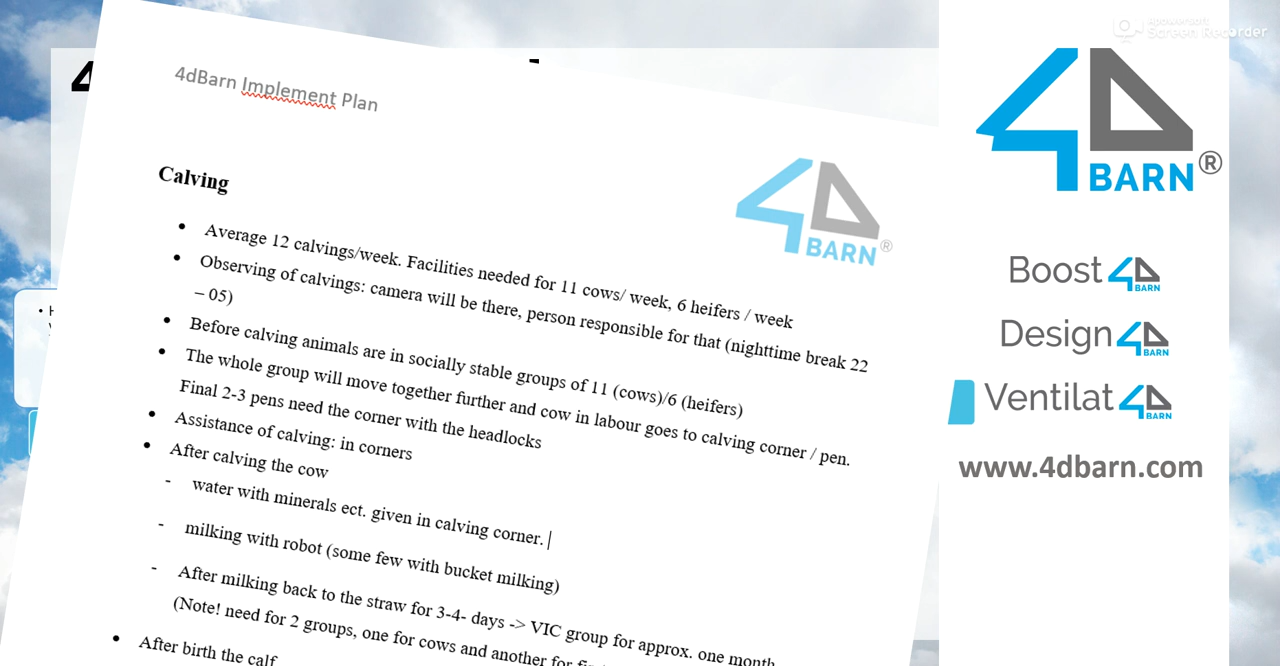 Apowersoft
Screen Recorder
4dBarn Implement Plan
4D
BARN®
Calving
4D
BARN®
• Average 12 calvings/week. Facilities needed for 11 cows/ week, 6 heifers / week
• Observing of calvings: camera will be there, person responsible for that (nighttime break 22
– 05)
• Before calving animals are in socially stable groups of 11 (cows)/6 (heifers)
• The whole group will move together further and cow in labour goes to calving corner / pen.
Final 2-3 pens need the corner with the headlocks
• Assistance of calving: in corners
• After calving the cow
- water with minerals ect. given in calving corner.
- milking with robot (some few with bucket milking)
- After milking back to the straw for 3-4- days -> VIC group for approx. one month
(Note! need for 2 groups, one for cows and another for
• After birth the calf
Boost 4D BARN
Design 4D BARN
Ventilat 4D BARN
www.4dbarn.com